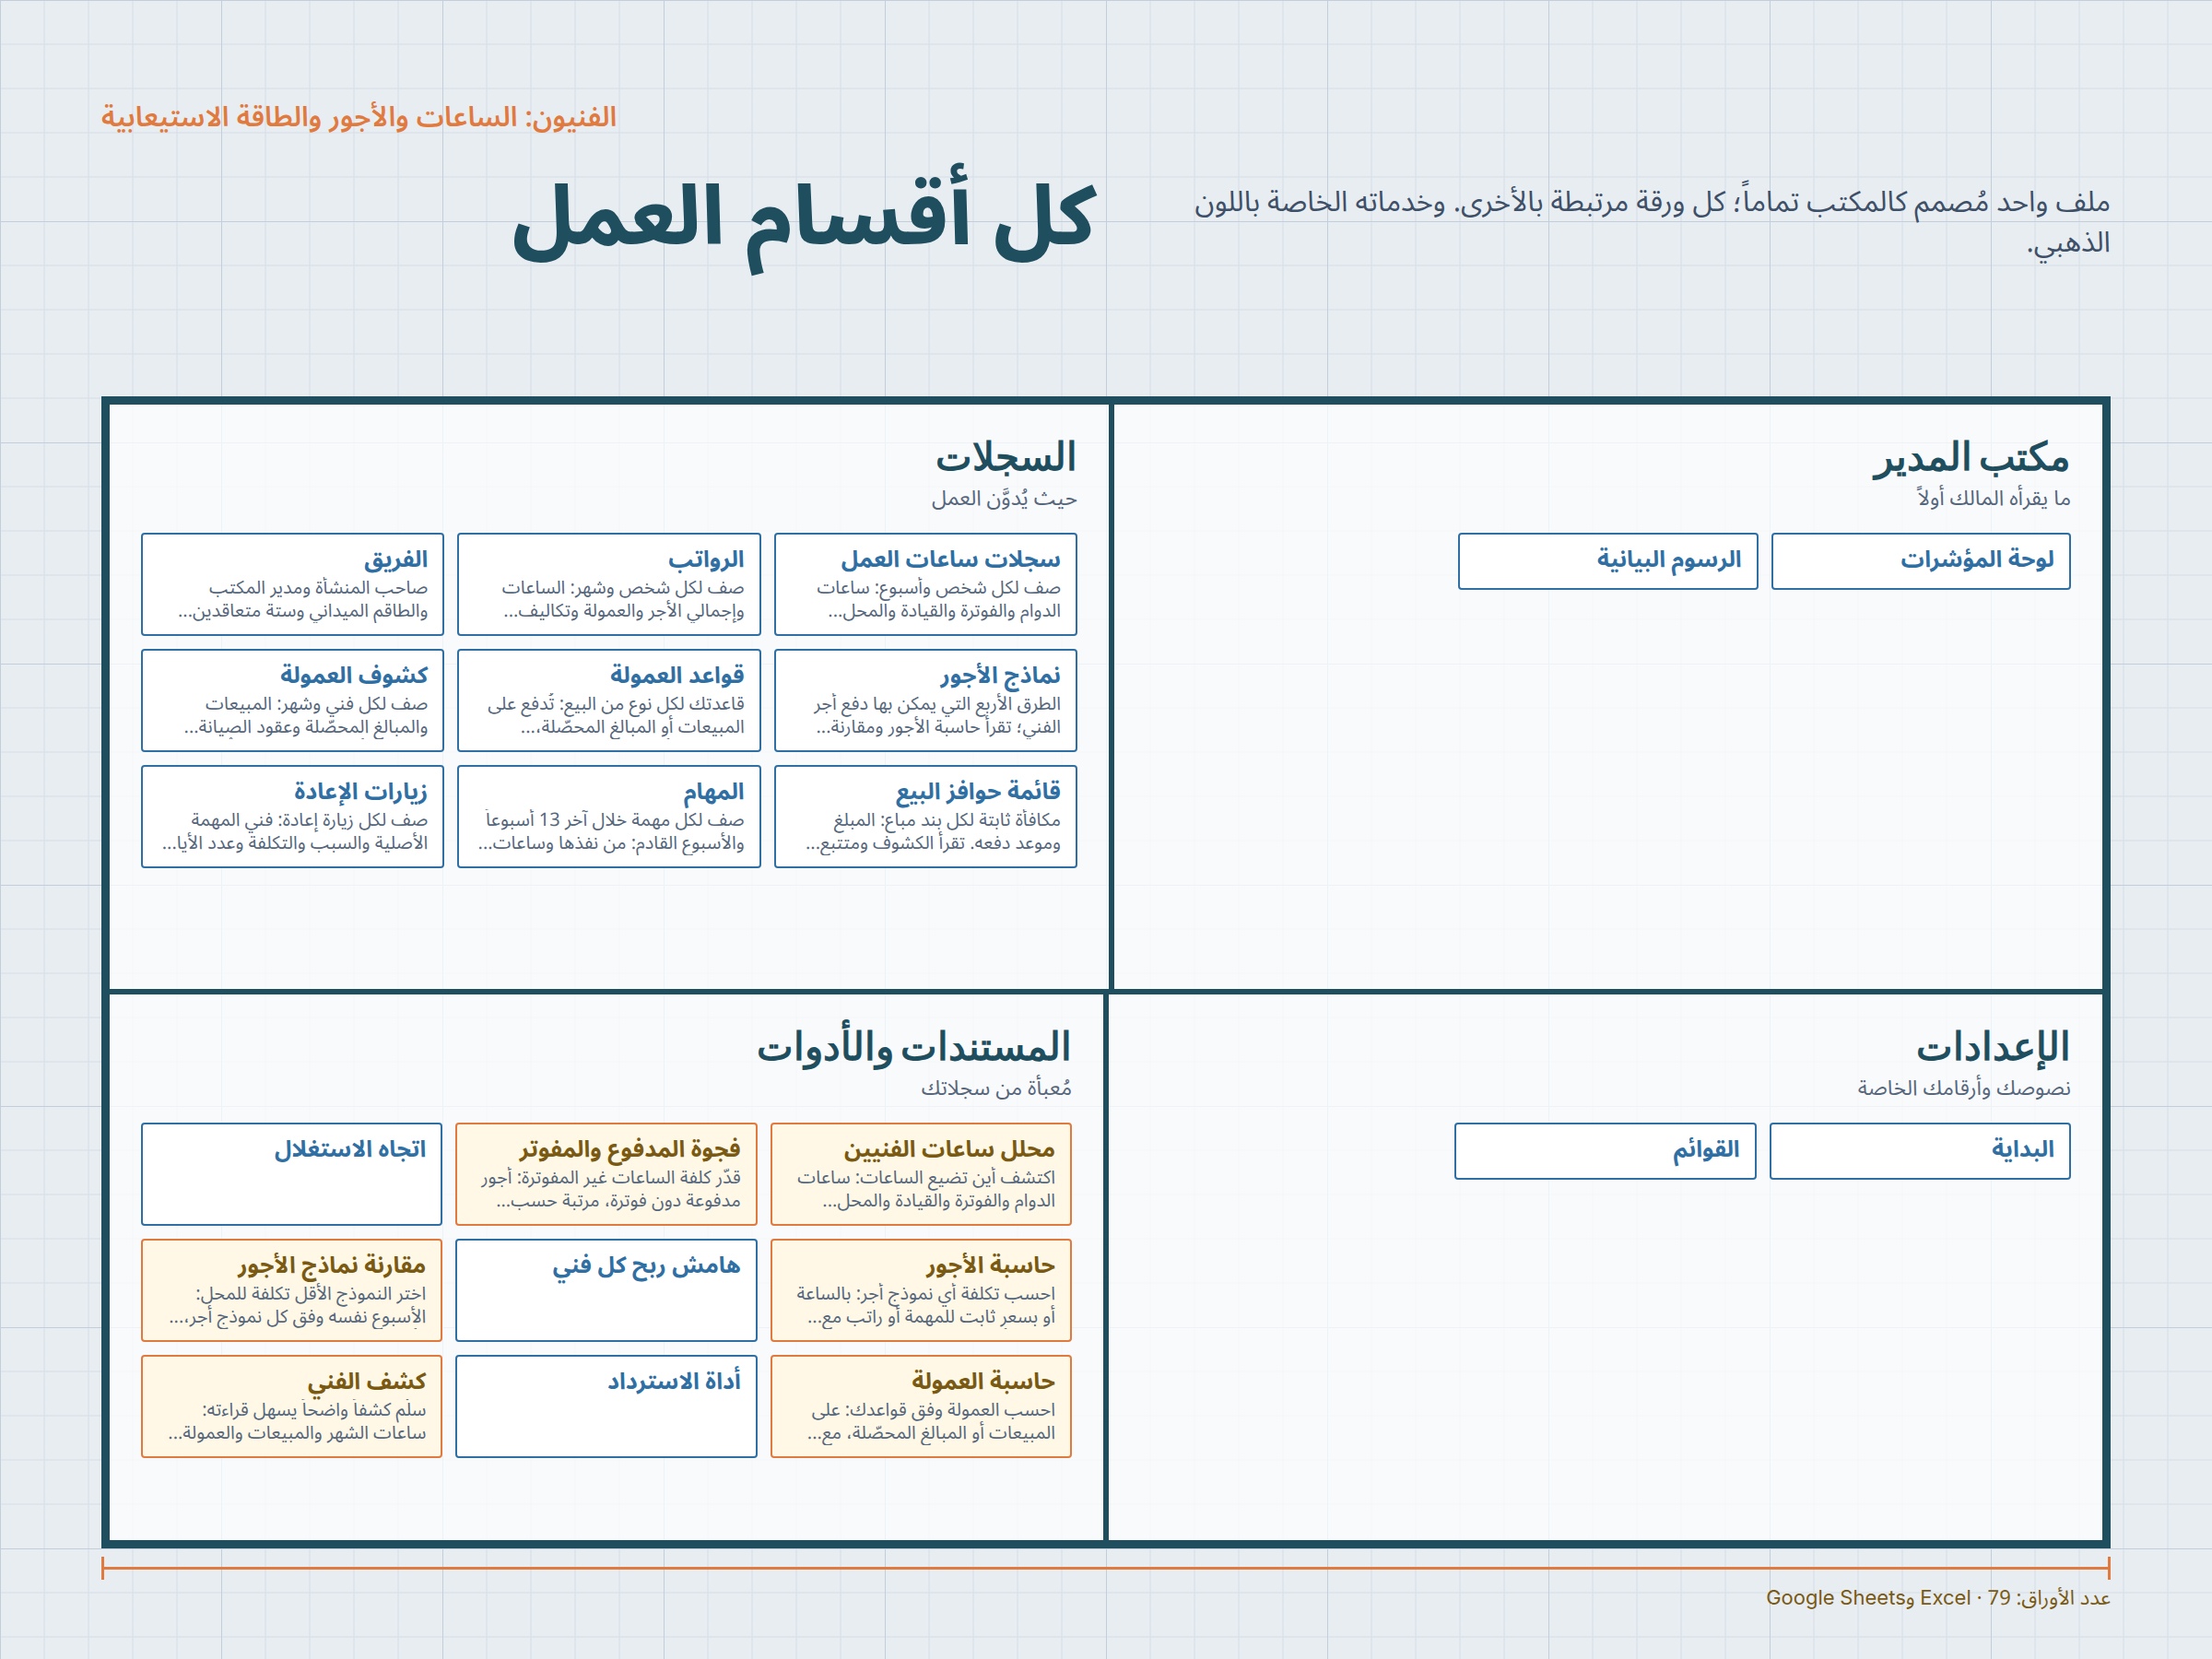 الفنيون: الساعات والأجور والطاقة الاستيعابية
كل أقسام العمل
ملف واحد مُصمم كالمكتب تماماً؛ كل ورقة مرتبطة بالأخرى. وخدماته الخاصة باللون
الذهبي.
مكتب المدير
ما يقرأه المالك أولاً
لوحة المؤشرات
الرسوم البيانية
السجلات
حيث يُدوَّن العمل
سجلات ساعات العمل
صف لكل شخص وأسبوع: ساعات
الدوام والفوترة والقيادة والمحل...
الرواتب
صف لكل شخص وشهر: الساعات
وإجمالي الأجر والعمولة وتكاليف...
الفريق
صاحب المنشأة ومدير المكتب
والطاقم الميداني وستة متعاقدين...
نماذج الأجور
الطرق الأربع التي يمكن بها دفع أجر
الفني؛ تقرأ حاسبة الأجور ومقارنة...
قواعد العمولة
قاعدتك لكل نوع من البيع: تُدفع على
المبيعات أو المبالغ المحصّلة،...
كشوف العمولة
صف لكل فني وشهر: المبيعات
والمبالغ المحصّلة وعقود الصيانة...
قائمة حوافز البيع
مكافأة ثابتة لكل بند مباع: المبلغ
وموعد دفعه. تقرأ الكشوف ومتتبع...
المهام
صف لكل مهمة خلال آخر 13 أسبوعاً
والأسبوع القادم: من نفذها وساعات...
زيارات الإعادة
صف لكل زيارة إعادة: فني المهمة
الأصلية والسبب والتكلفة وعدد الأيا...
الإعدادات
نصوصك وأرقامك الخاصة
البداية
القوائم
المستندات والأدوات
مُعبأة من سجلاتك
محلل ساعات الفنيين
اكتشف أين تضيع الساعات: ساعات
الدوام والفوترة والقيادة والمحل...
فجوة المدفوع والمفوتر
قدّر كلفة الساعات غير المفوترة: أجور
مدفوعة دون فوترة، مرتبة حسب...
اتجاه الاستغلال
حاسبة الأجور
احسب تكلفة أي نموذج أجر: بالساعة
أو بسعر ثابت للمهمة أو راتب مع...
هامش ربح كل فني
مقارنة نماذج الأجور
اختر النموذج الأقل تكلفة للمحل:
الأسبوع نفسه وفق كل نموذج أجر،...
حاسبة العمولة
احسب العمولة وفق قواعدك: على
المبيعات أو المبالغ المحصّلة، مع...
أداة الاسترداد
كشف الفني
سلّم كشفاً واضحاً يسهل قراءته:
ساعات الشهر والمبيعات والعمولة...
عدد الأوراق: 79 · Excel وGoogle Sheets